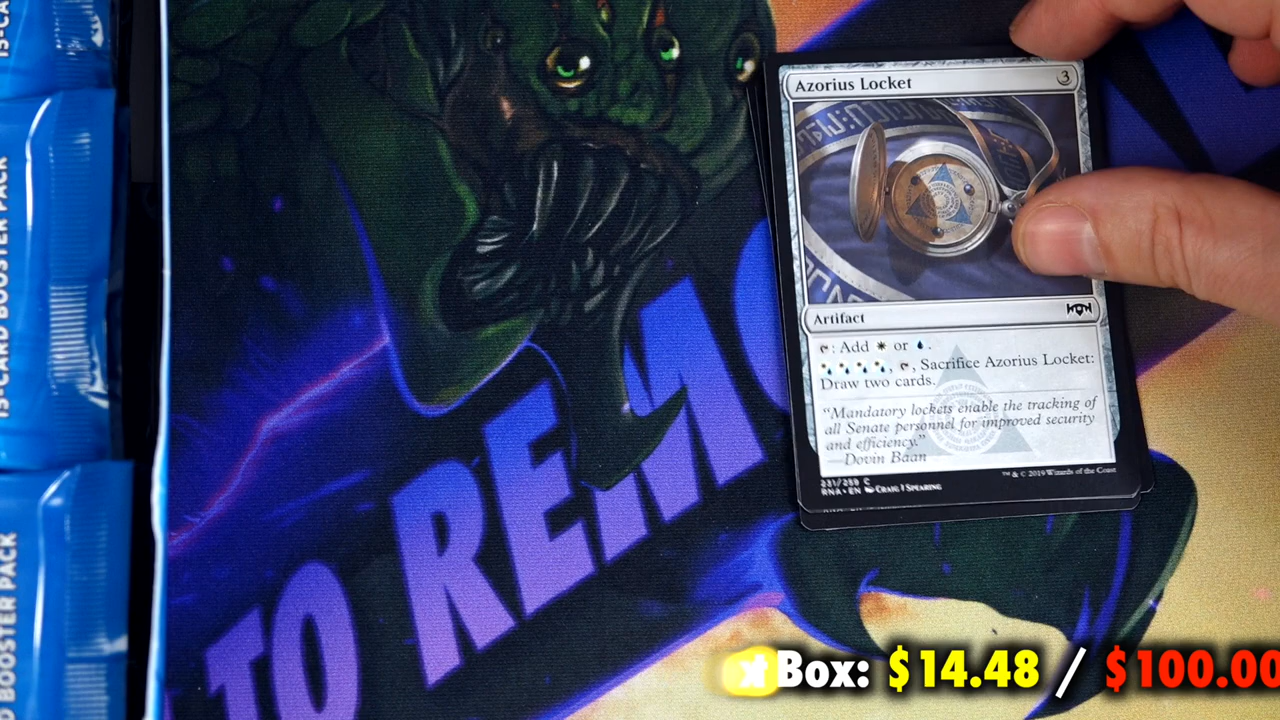 15-CARD BOOSTER PACK
BOOSTER PACK
TO REMO
Azorius Locket 3
Artifact
: Add or .
, , Sacrifice Azorius Locket:
Draw two cards.
“Mandatory lockets enable the tracking of
all Senate personnel for improved security
and efficiency.”
—Dovin Baan
231/259 C
RNA • EN Craig J Spearing
™ & © 2019 Wizards of the Coast
Box: $14.48 / $100.00